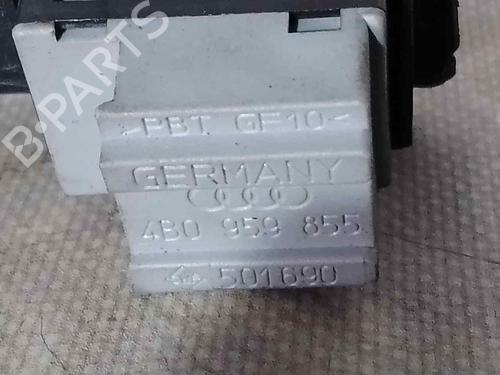 B-PARTS
>PBT GF10<
GERMANY
4B0 959 855
501690